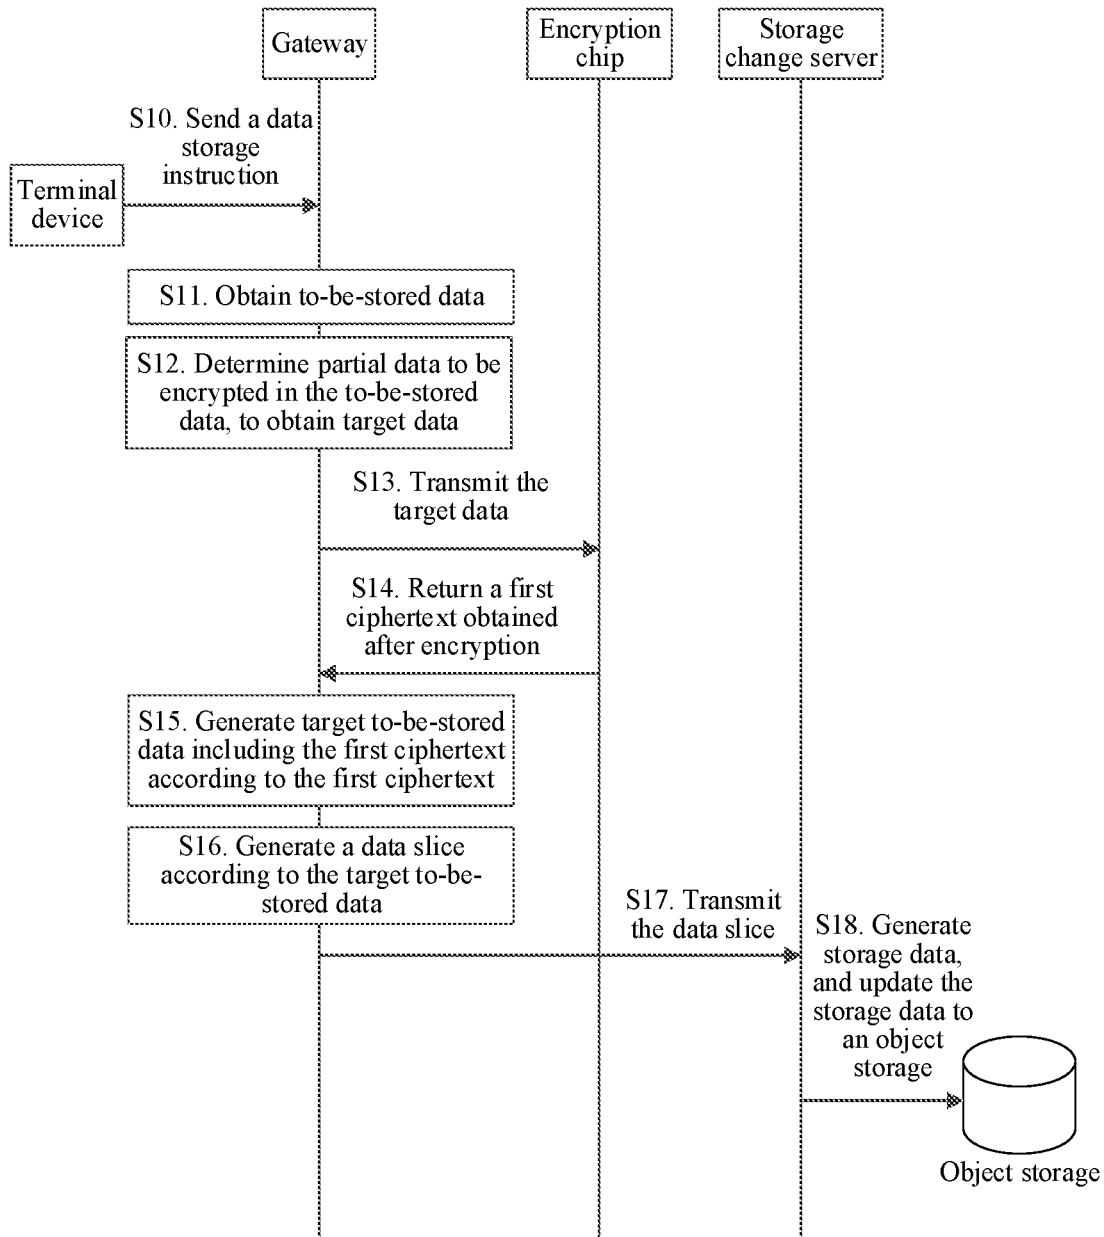 Gateway
Encryption
chip
Storage
change server
S10. Send a data
storage
instruction
Terminal
device
S11. Obtain to-be-stored data
S12. Determine partial data to be
encrypted in the to-be-stored
data, to obtain target data
S13. Transmit the
target data
S14. Return a first
ciphertext obtained
after encryption
S15. Generate target to-be-stored
data including the first ciphertext
according to the first ciphertext
S16. Generate a data slice
according to the target to-be-
stored data
S17. Transmit
the data slice
S18. Generate
storage data,
and update the
storage data to
an object
storage
Object storage